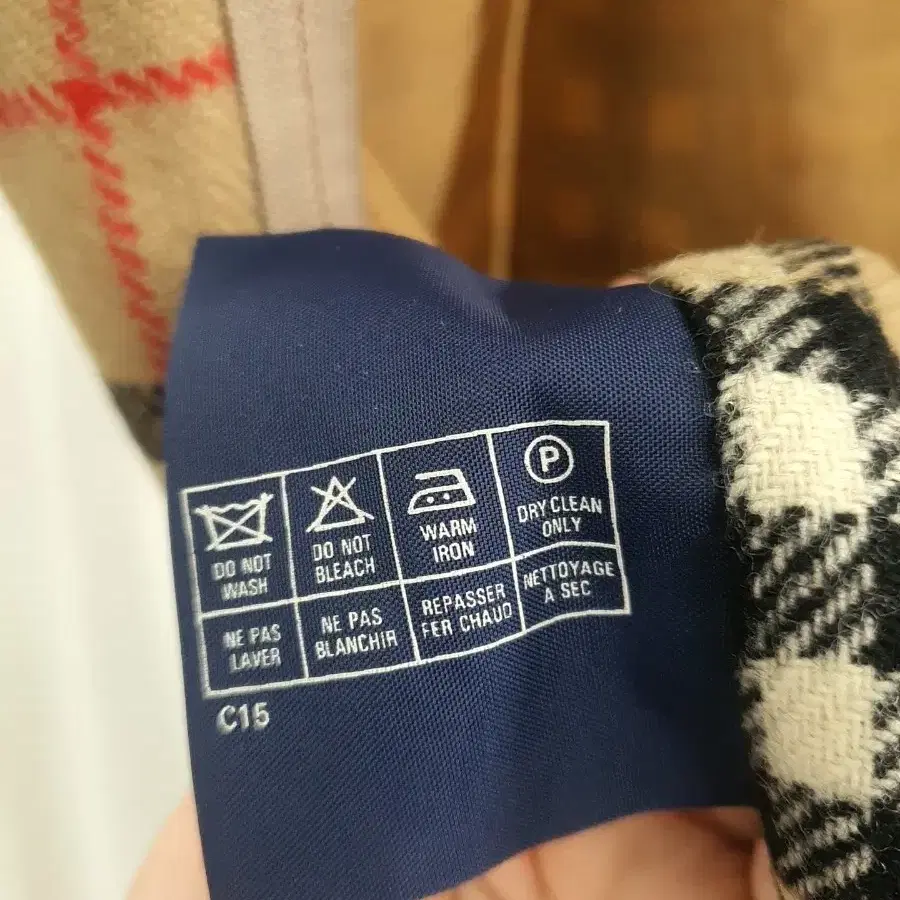 P
DO NOT
WASH
DO NOT
BLEACH
WARM
IRON
DRY CLEAN
ONLY
NE PAS
LAVER
NE PAS
BLANCHIR
REPASSER
FER CHAUD
NETTOYAGE
A SEC
C15